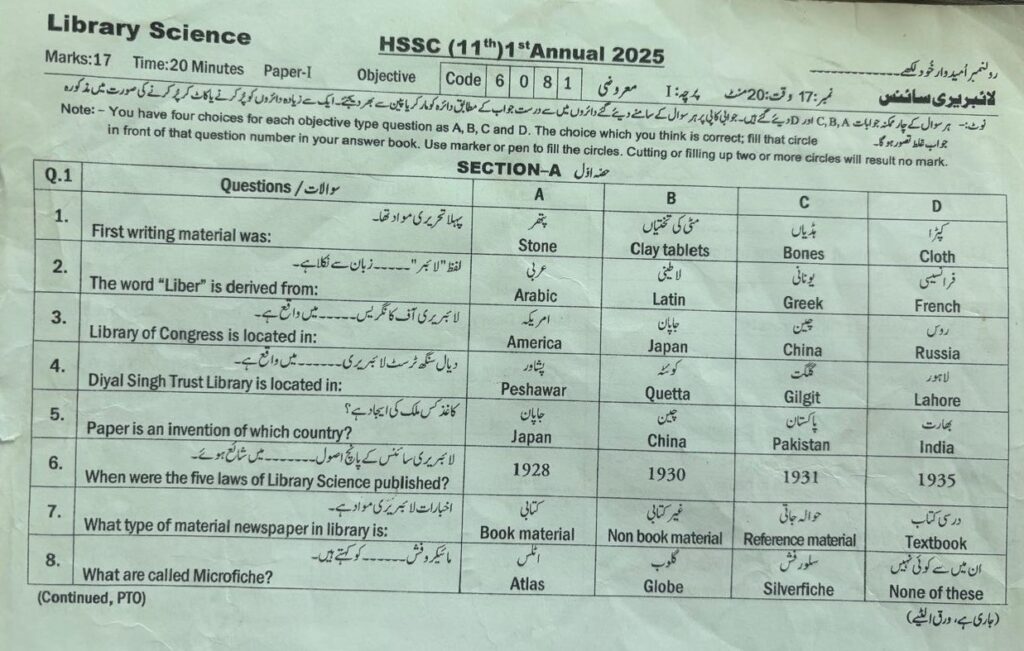 Library Science
HSSC (11th)1stAnnual 2025
رولنمبر اُمیدوار خُود لکھے
Marks:17 Time:20 Minutes Paper-I Objective Code 6 0 8 1 معروضی پرچہ: I وقت:20منٹ نمبر:17 لائبریری سائنس
نوٹ:- ہر سوال کے چار ممکنہ جوابات C, B, A اور D دیئے گئے ہیں۔ جوابی کاپی پر ہر سوال کے سامنے دیئے گئے دائروں میں سے درست جواب کے مطابق دائرہ کو مارکر یا پین سے بھر دیجئے۔ ایک سے زیادہ دائروں کو پُر کرنے یا کاٹ کر پُر کرنے کی صورت میں مذکورہ
جواب غلط تصور ہو گا۔
Note: - You have four choices for each objective type question as A, B, C and D. The choice which you think is correct; fill that circle
in front of that question number in your answer book. Use marker or pen to fill the circles. Cutting or filling up two or more circles will result no mark.
SECTION–A حصّہ اوّل
Q.1 Questions / سوالات A B C D
1. پہلا تحریری مواد تھا۔ پتھر مٹی کی تختیاں ہڈیاں کپڑا
First writing material was: Stone Clay tablets Bones Cloth
2. لفظ "لائبر" ۔۔۔۔۔ زبان سے نکلا ہے۔ عربی لاطینی یونانی فرانسیسی
The word “Liber” is derived from: Arabic Latin Greek French
3. لائبریری آف کانگریس ۔۔۔۔۔ میں واقع ہے۔ امریکہ جاپان چین روس
Library of Congress is located in: America Japan China Russia
4. دیال سنگھ ٹرسٹ لائبریری ۔۔۔۔۔۔ میں واقع ہے۔ پشاور کوئٹہ گلگت لاہور
Diyal Singh Trust Library is located in: Peshawar Quetta Gilgit Lahore
5. کاغذ کس ملک کی ایجاد ہے؟ جاپان چین پاکستان بھارت
Paper is an invention of which country? Japan China Pakistan India
6. لائبریری سائنس کے پانچ اصول ۔۔۔۔۔۔ میں شائع ہوئے۔ 1928 1930 1931 1935
When were the five laws of Library Science published?
7. اخبارات لائبریری مواد ہے۔ کتابی غیر کتابی حوالہ جاتی درسی کتاب
What type of material newspaper in library is: Book material Non book material Reference material Textbook
8. مائیکروفش ۔۔۔۔۔ کو کہتے ہیں۔ اٹلس گلوب سلورفش ان میں سے کوئی نہیں
What are called Microfiche? Atlas Globe Silverfiche None of these
(Continued, PTO) (جاری ہے، ورق الٹیے)